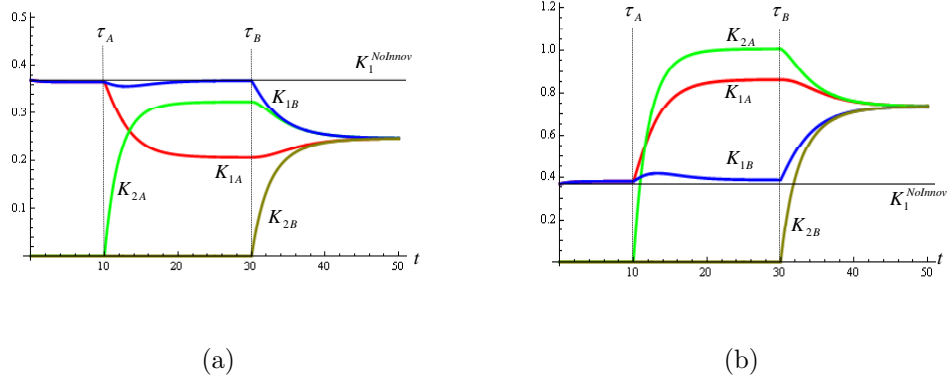 0.5
0.4
0.3
0.2
0.1
10
20
30
40
50
t
τ_A
τ_B
K_1^{NoInnov}
K_{1B}
K_{1A}
K_{2A}
K_{2B}
(a)
1.0
0.8
0.6
0.4
0.2
10
20
30
40
50
t
τ_A
τ_B
K_{2A}
K_{1A}
K_{1B}
K_1^{NoInnov}
K_{2B}
(b)